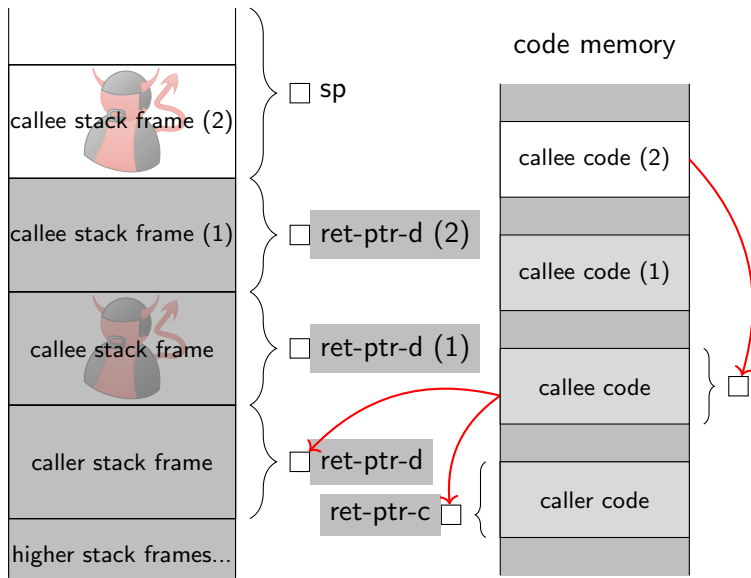 code memory
sp
callee stack frame (2)
callee code (2)
callee stack frame (1)
ret-ptr-d (2)
callee code (1)
callee stack frame
ret-ptr-d (1)
callee code
caller stack frame
ret-ptr-d
ret-ptr-c
caller code
higher stack frames...